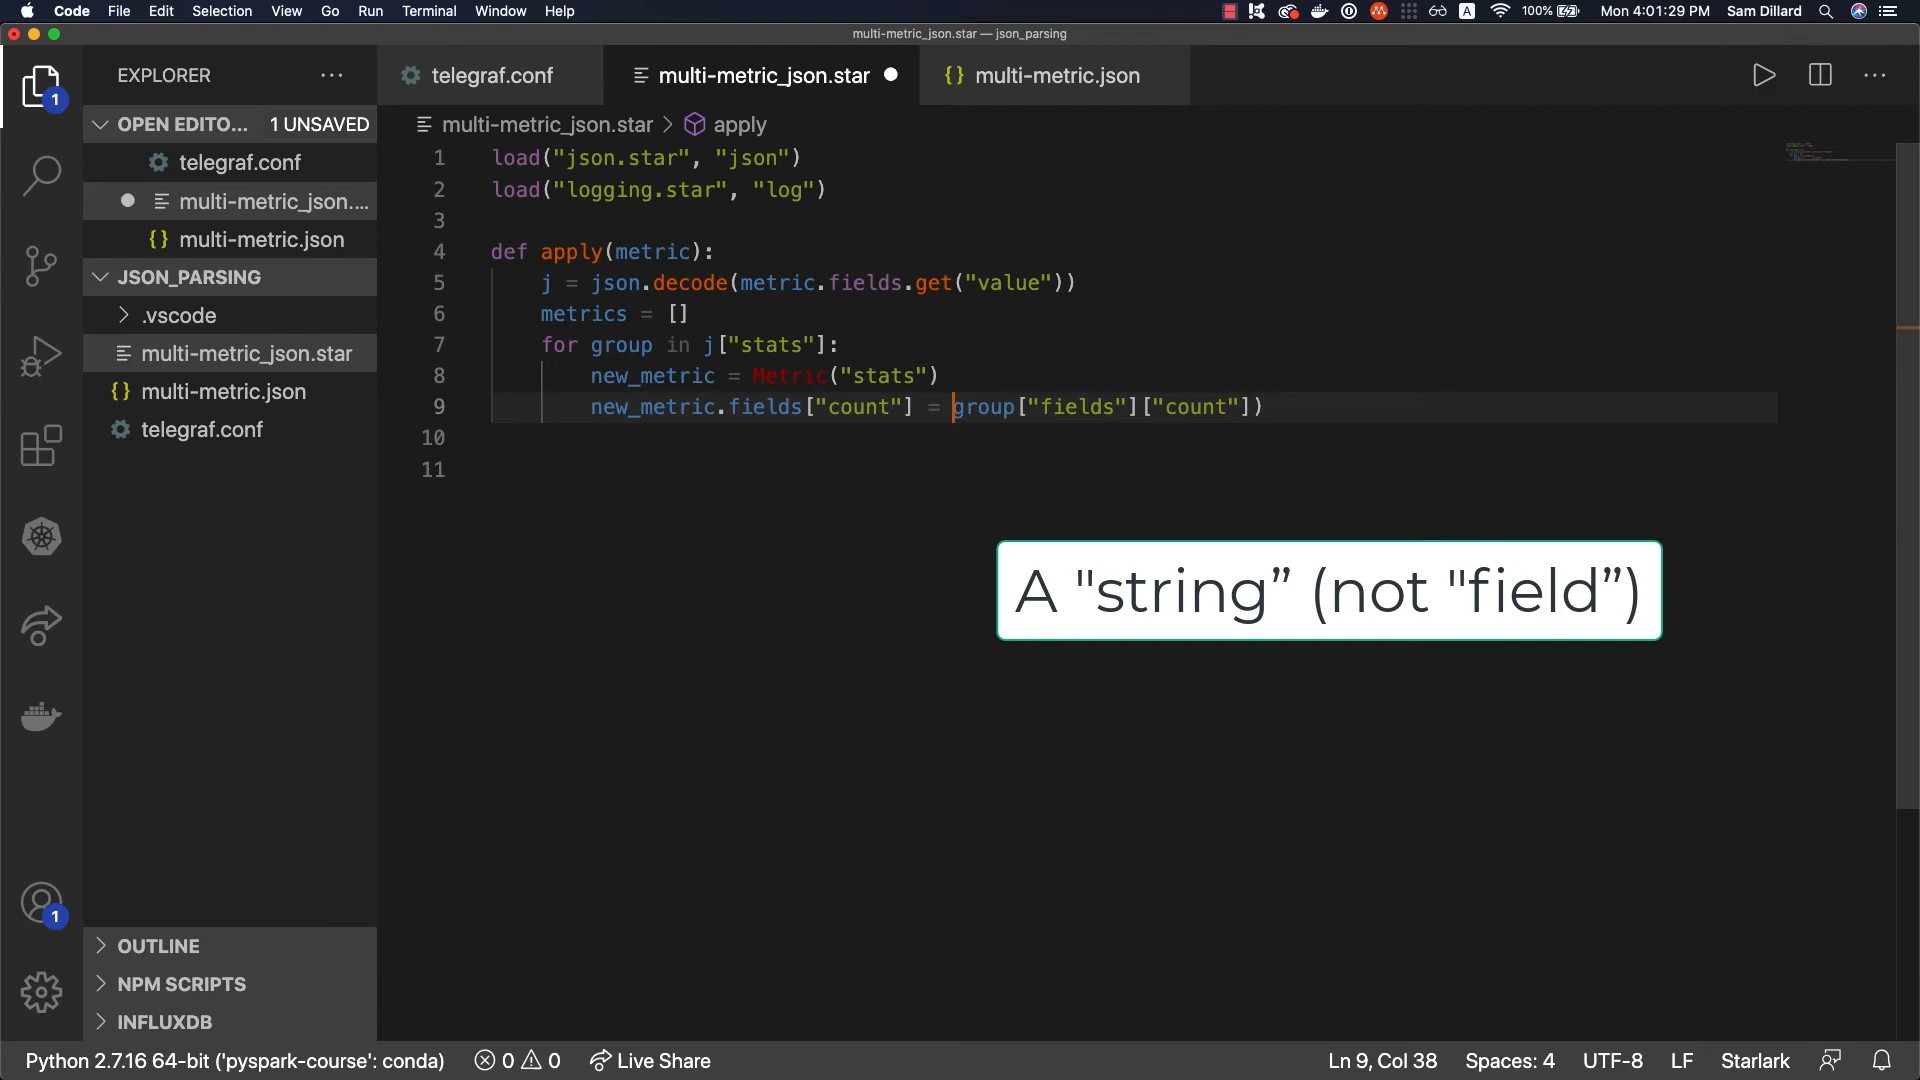 Code File Edit Selection View Go Run Terminal Window Help 100% Mon 4:01:29 PM Sam Dillard
multi-metric_json.star — json_parsing
EXPLORER
telegraf.conf
multi-metric_json.star
multi-metric.json
OPEN EDITO... 1 UNSAVED
telegraf.conf
multi-metric_json....
multi-metric.json
JSON_PARSING
.vscode
multi-metric_json.star
multi-metric.json
telegraf.conf
OUTLINE
NPM SCRIPTS
INFLUXDB
1
1
multi-metric_json.star > apply
1 load("json.star", "json")
2 load("logging.star", "log")
3
4 def apply(metric):
5 j = json.decode(metric.fields.get("value"))
6 metrics = []
7 for group in j["stats"]:
8 new_metric = Metric("stats")
9 new_metric.fields["count"] = group["fields"]["count"])
10
11
A "string” (not "field”)
Python 2.7.16 64-bit ('pyspark-course': conda) 0 0 Live Share Ln 9, Col 38 Spaces: 4 UTF-8 LF Starlark